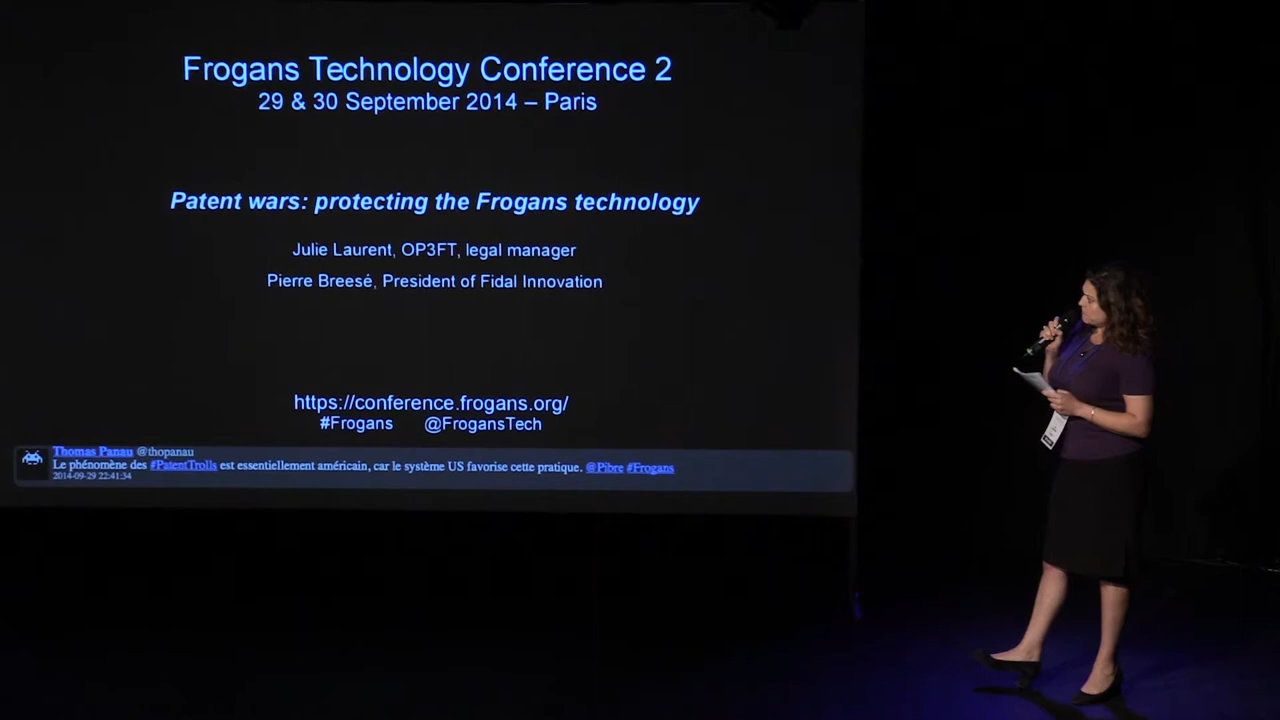 Frogans Technology Conference 2
29 & 30 September 2014 – Paris
Patent wars: protecting the Frogans technology
Julie Laurent, OP3FT, legal manager
Pierre Breesé, President of Fidal Innovation
https://conference.frogans.org/
#Frogans @FrogansTech
Thomas Panau @thopanau
Le phénomène des #PatentTrolls est essentiellement américain, car le système US favorise cette pratique. @Pibre #Frogans
2014-09-29 22:41:34